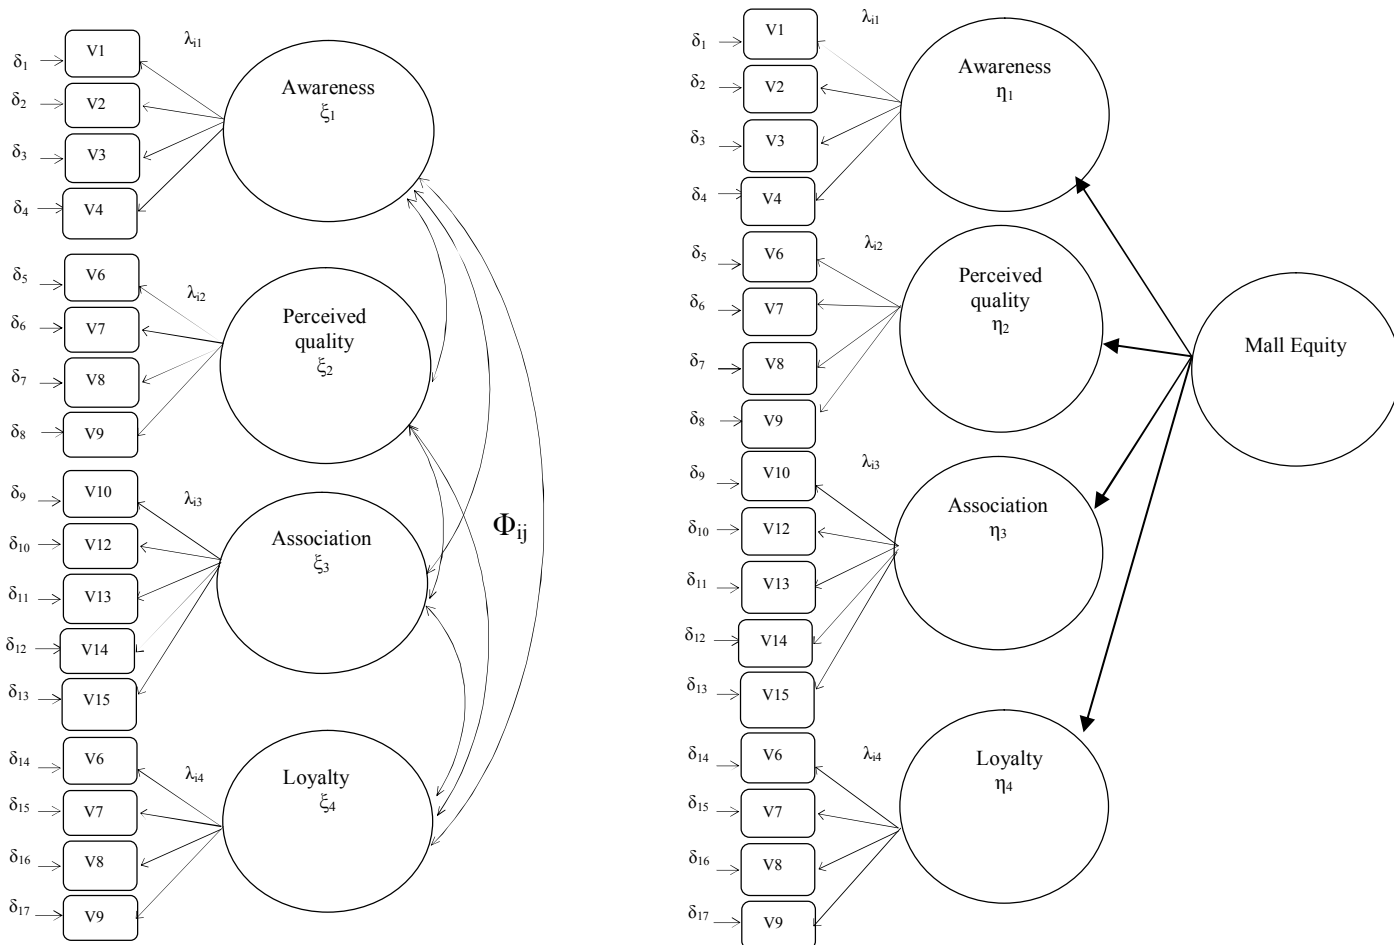 λi1
δ1 V1
Awareness
ξ1
δ2 V2
δ3 V3
δ4 V4
δ5 V6
λi2
δ6 V7
Perceived
quality
ξ2
δ7 V8
δ8 V9
δ9 V10
λi3
δ10 V12
Association
ξ3
δ11 V13
δ12 V14
δ13 V15
Φij
δ14 V6
λi4
δ15 V7
Loyalty
ξ4
δ16 V8
δ17 V9
λi1
δ1 V1
Awareness
η1
δ2 V2
δ3 V3
δ4 V4
δ5 V6
λi2
δ6 V7
Perceived
quality
η2
δ7 V8
δ8 V9
δ9 V10
λi3
δ10 V12
Association
η3
δ11 V13
δ12 V14
δ13 V15
δ14 V6
λi4
δ15 V7
Loyalty
η4
δ16 V8
δ17 V9
Mall Equity